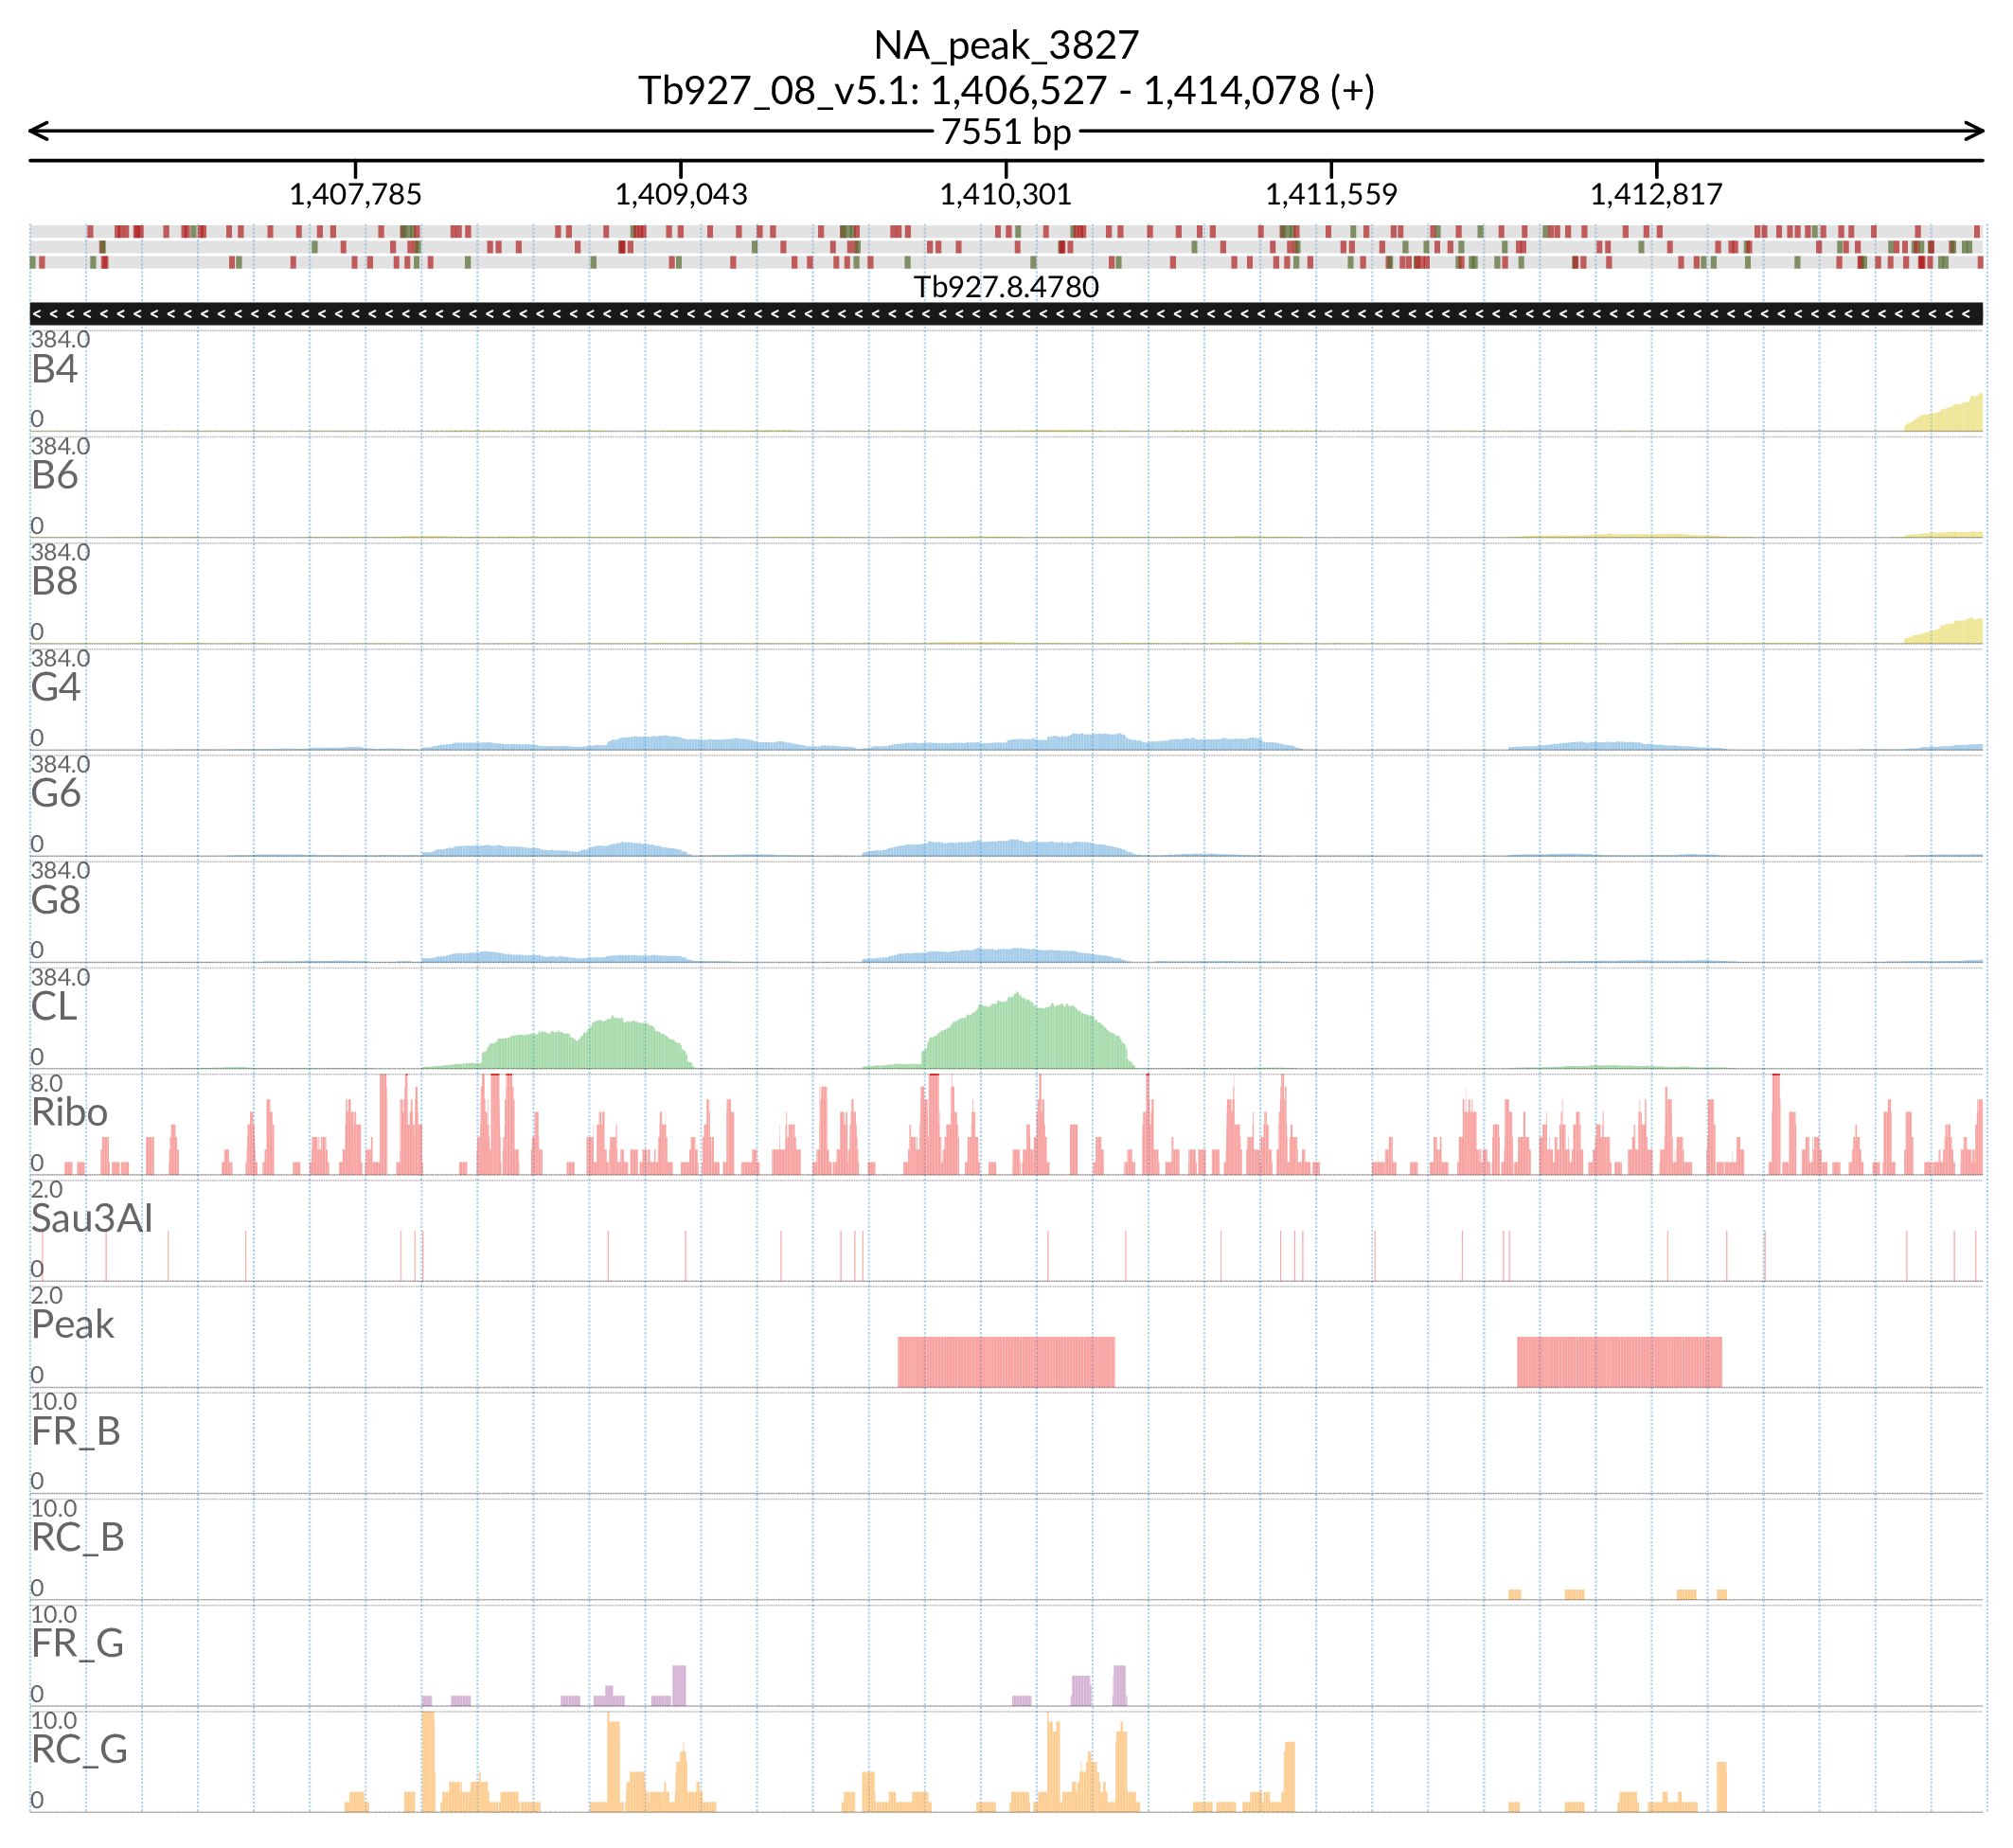 NA_peak_3827
Tb927_08_v5.1: 1,406,527 - 1,414,078 (+)
7551 bp
1,407,785 1,409,043 1,410,301 1,411,559 1,412,817
Tb927.8.4780
384.0
B4
0
384.0
B6
0
384.0
B8
0
384.0
G4
0
384.0
G6
0
384.0
G8
0
384.0
CL
0
8.0
Ribo
0
2.0
Sau3AI
0
2.0
Peak
0
10.0
FR_B
0
10.0
RC_B
0
10.0
FR_G
0
10.0
RC_G
0